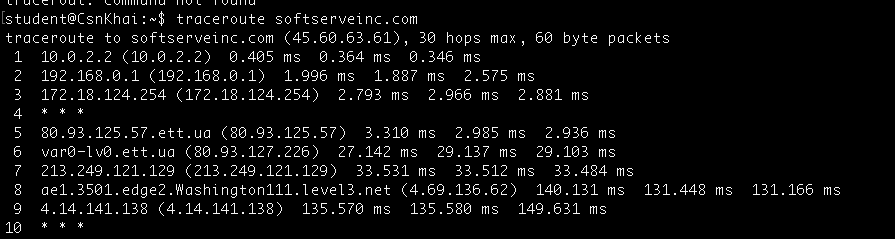 traceroute: command not found
[student@CsnKhai:~$ traceroute softserveinc.com
traceroute to softserveinc.com (45.60.63.61), 30 hops max, 60 byte packets
1 10.0.2.2 (10.0.2.2) 0.405 ms 0.364 ms 0.346 ms
2 192.168.0.1 (192.168.0.1) 1.996 ms 1.887 ms 2.575 ms
3 172.18.124.254 (172.18.124.254) 2.793 ms 2.966 ms 2.881 ms
4 * * *
5 80.93.125.57.ett.ua (80.93.125.57) 3.310 ms 2.985 ms 2.936 ms
6 var0-lv0.ett.ua (80.93.127.226) 27.142 ms 29.137 ms 29.103 ms
7 213.249.121.129 (213.249.121.129) 33.531 ms 33.512 ms 33.484 ms
8 ae1.3501.edge2.Washington111.level3.net (4.69.136.62) 140.131 ms 131.448 ms 131.166 ms
9 4.14.141.138 (4.14.141.138) 135.570 ms 135.580 ms 149.631 ms
10 * * *